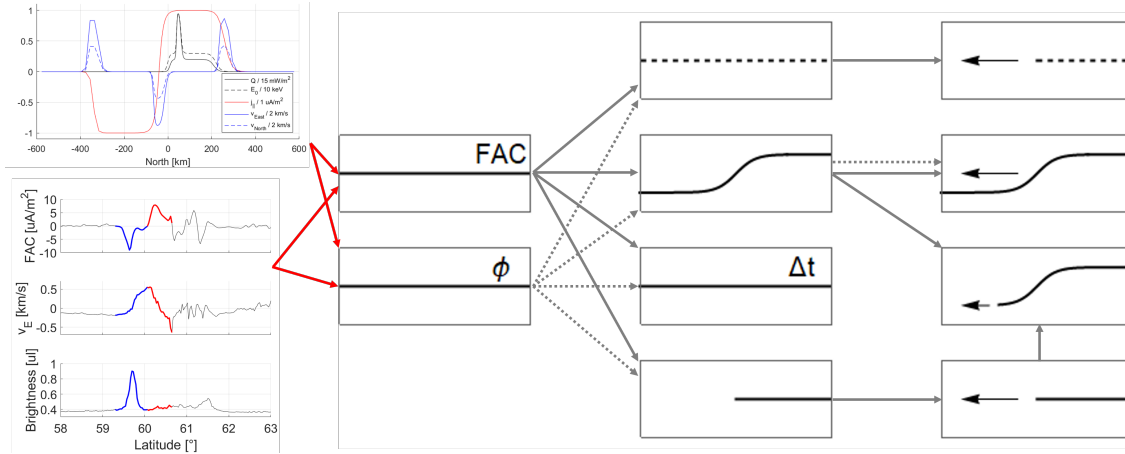 1
0.5
0
-0.5
-1
Q / 15 mW/m²
E₀ / 10 keV
j|| / 1 uA/m²
vEast / 2 km/s
vNorth / 2 km/s
-600 -400 -200 0 200 400 600
North [km]
FAC
ϕ
Δt
FAC [uA/m²]
10
5
0
-5
-10
vE [km/s]
0.5
0
-0.5
Brightness [ul]
1
0.8
0.6
0.4
58 59 60 61 62 63
Latitude [°]